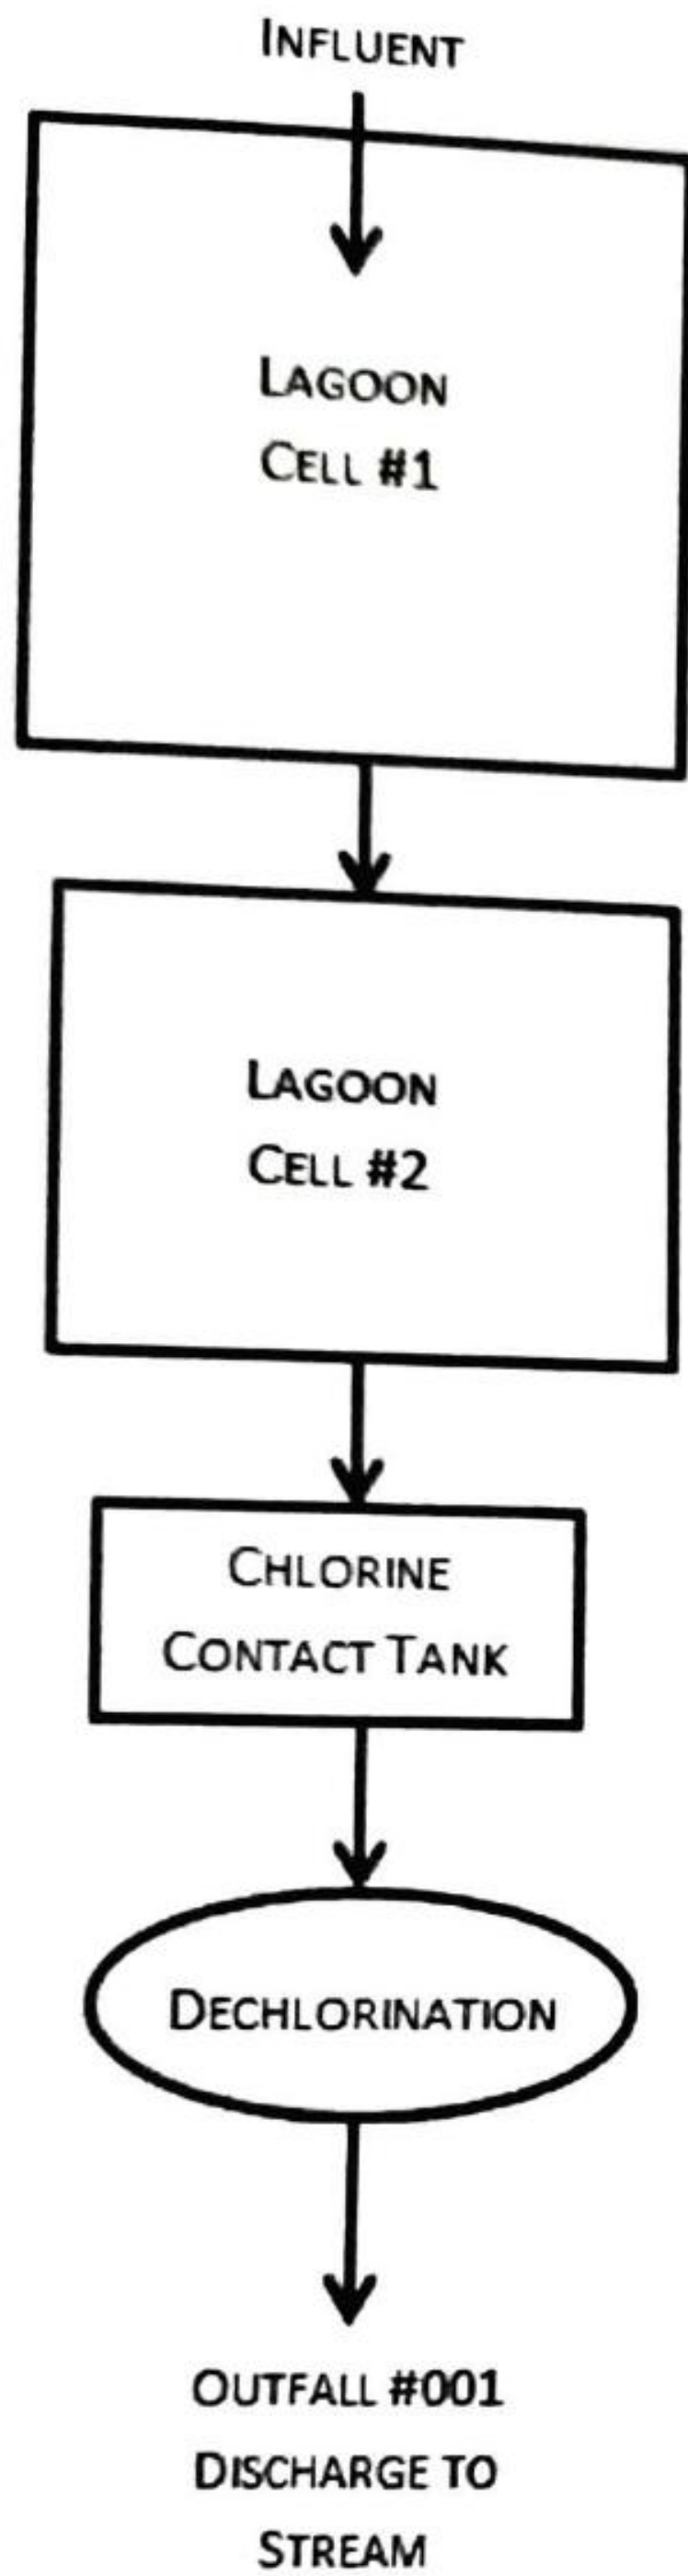 INFLUENT
LAGOON
CELL #1
LAGOON
CELL #2
CHLORINE
CONTACT TANK
DECHLORINATION
OUTFALL #001
DISCHARGE TO
STREAM